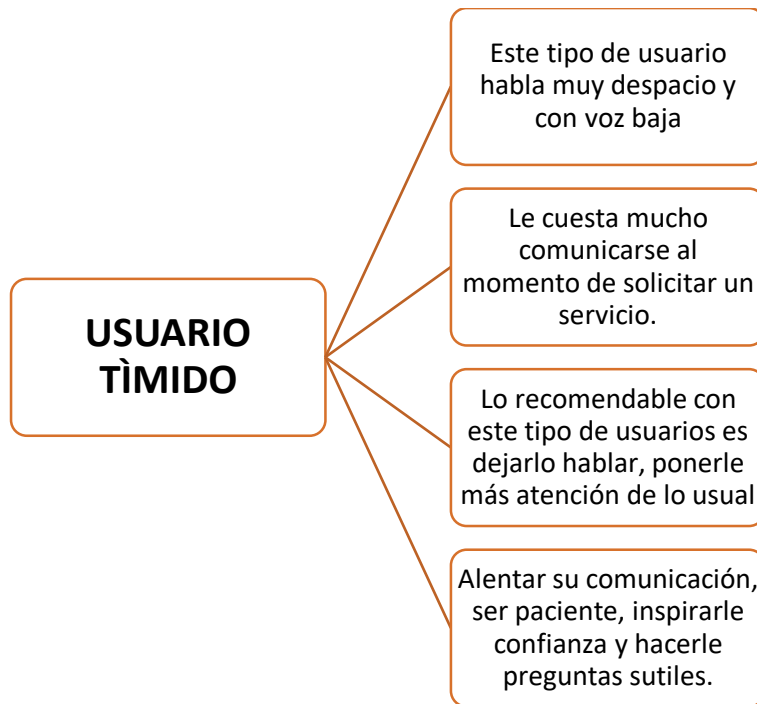 Este tipo de usuario
habla muy despacio y
con voz baja
Le cuesta mucho
comunicarse al
momento de solicitar un
servicio.
USUARIO
TÌMIDO
Lo recomendable con
este tipo de usuarios es
dejarlo hablar, ponerle
más atención de lo usual
Alentar su comunicación,
ser paciente, inspirarle
confianza y hacerle
preguntas sutiles.